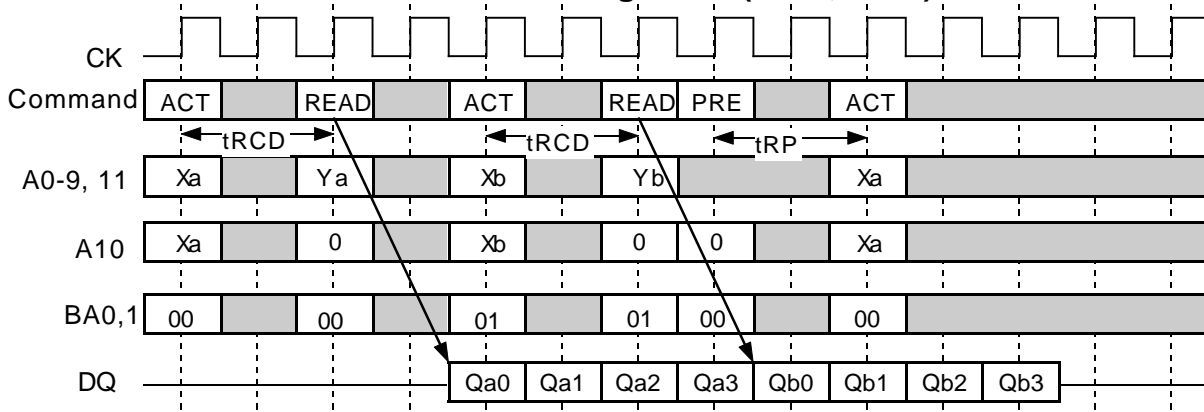 CK
Command ACT READ ACT READ PRE ACT
tRCD tRCD tRP
A0-9, 11 Xa Ya Xb Yb Xa
A10 Xa 0 Xb 0 0 Xa
BA0,1 00 00 01 01 00 00
DQ Qa0 Qa1 Qa2 Qa3 Qb0 Qb1 Qb2 Qb3